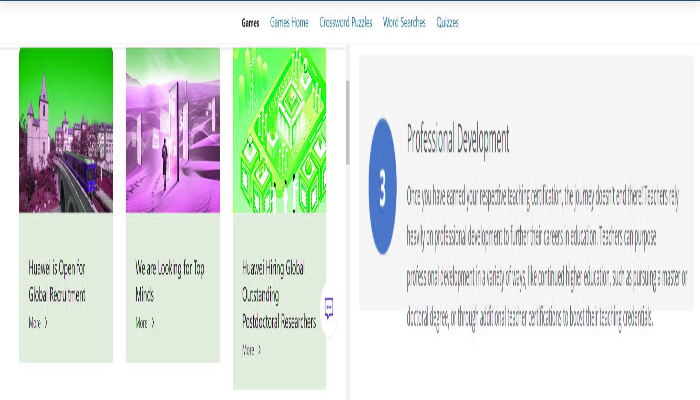 Games Games Home Crossword Puzzles Word Searches Quizzes
Huawei is Open for
Global Recruitment
More >
We are Looking for Top
Minds
More >
Huawei Hiring Global
Outstanding
Postdoctoral Researchers
More >
3
Professional Development
Once you have earned your respective teaching certification, the journey doesn't end there! Teachers rely
heavily on professional development to further their careers in education. Teachers can purpose
professional development in a variety of ways, like continued higher education, such as pursuing a master or
doctoral degree, or through additional teacher certifications to boost their teaching credentials.